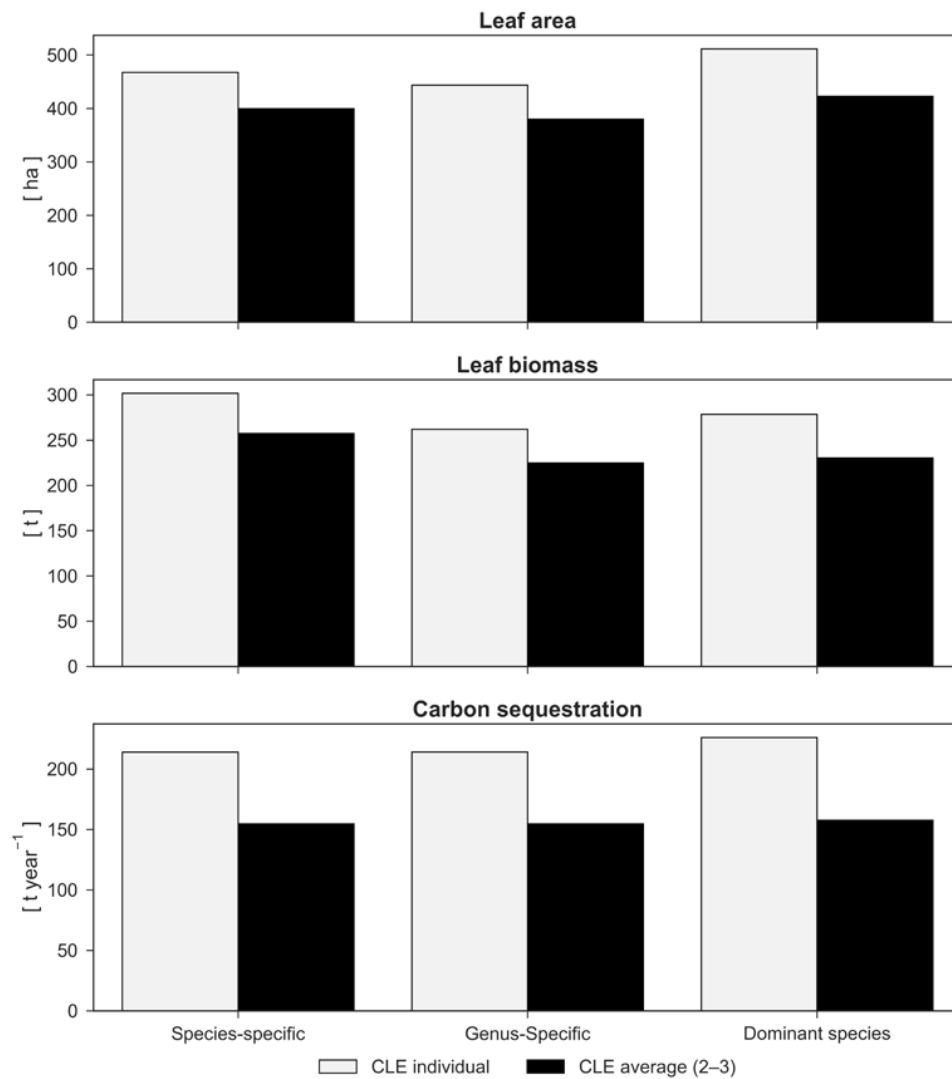 Leaf area
500
400
300
200
100
0
[ ha ]
Leaf biomass
300
250
200
150
100
50
0
[ t ]
Carbon sequestration
200
150
100
50
0
[ t year⁻¹ ]
Species-specific Genus-Specific Dominant species
CLE individual CLE average (2–3)